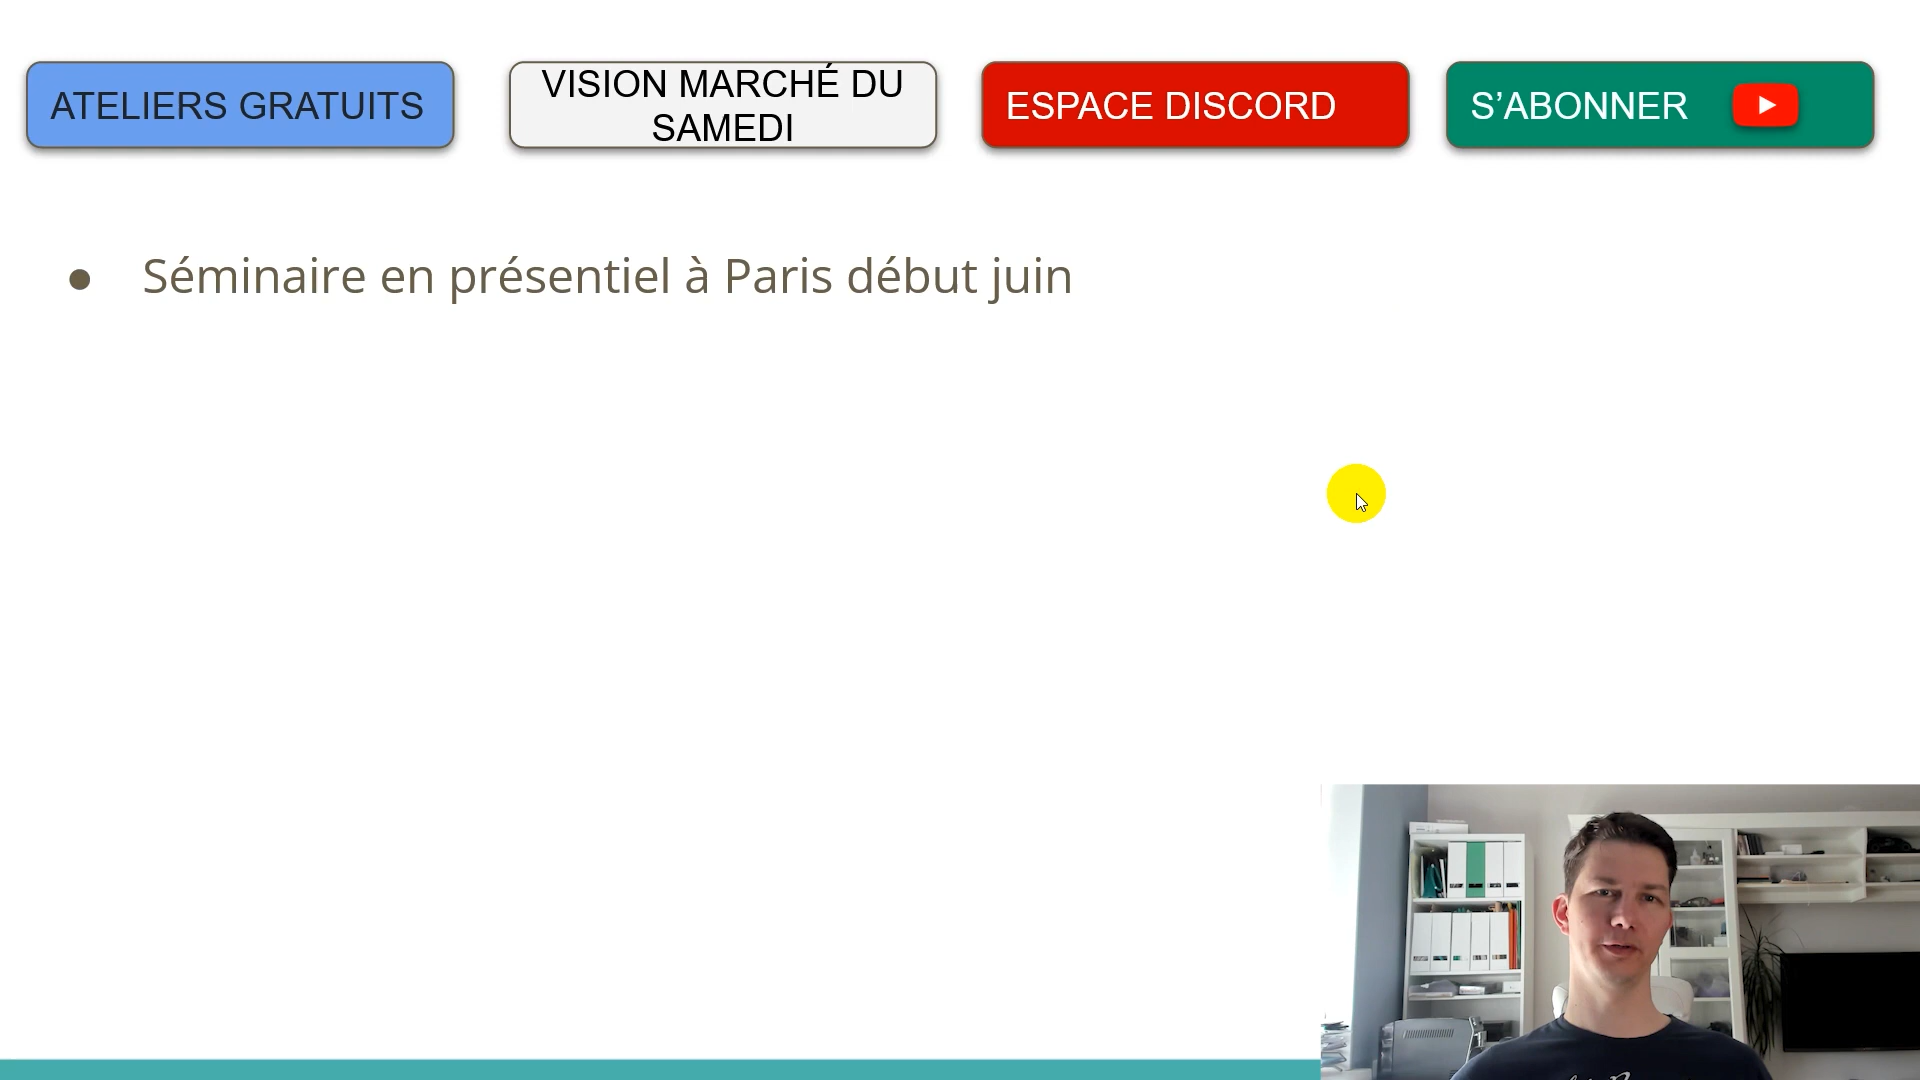 ATELIERS GRATUITS
VISION MARCHÉ DU
SAMEDI
ESPACE DISCORD
S’ABONNER
● Séminaire en présentiel à Paris début juin